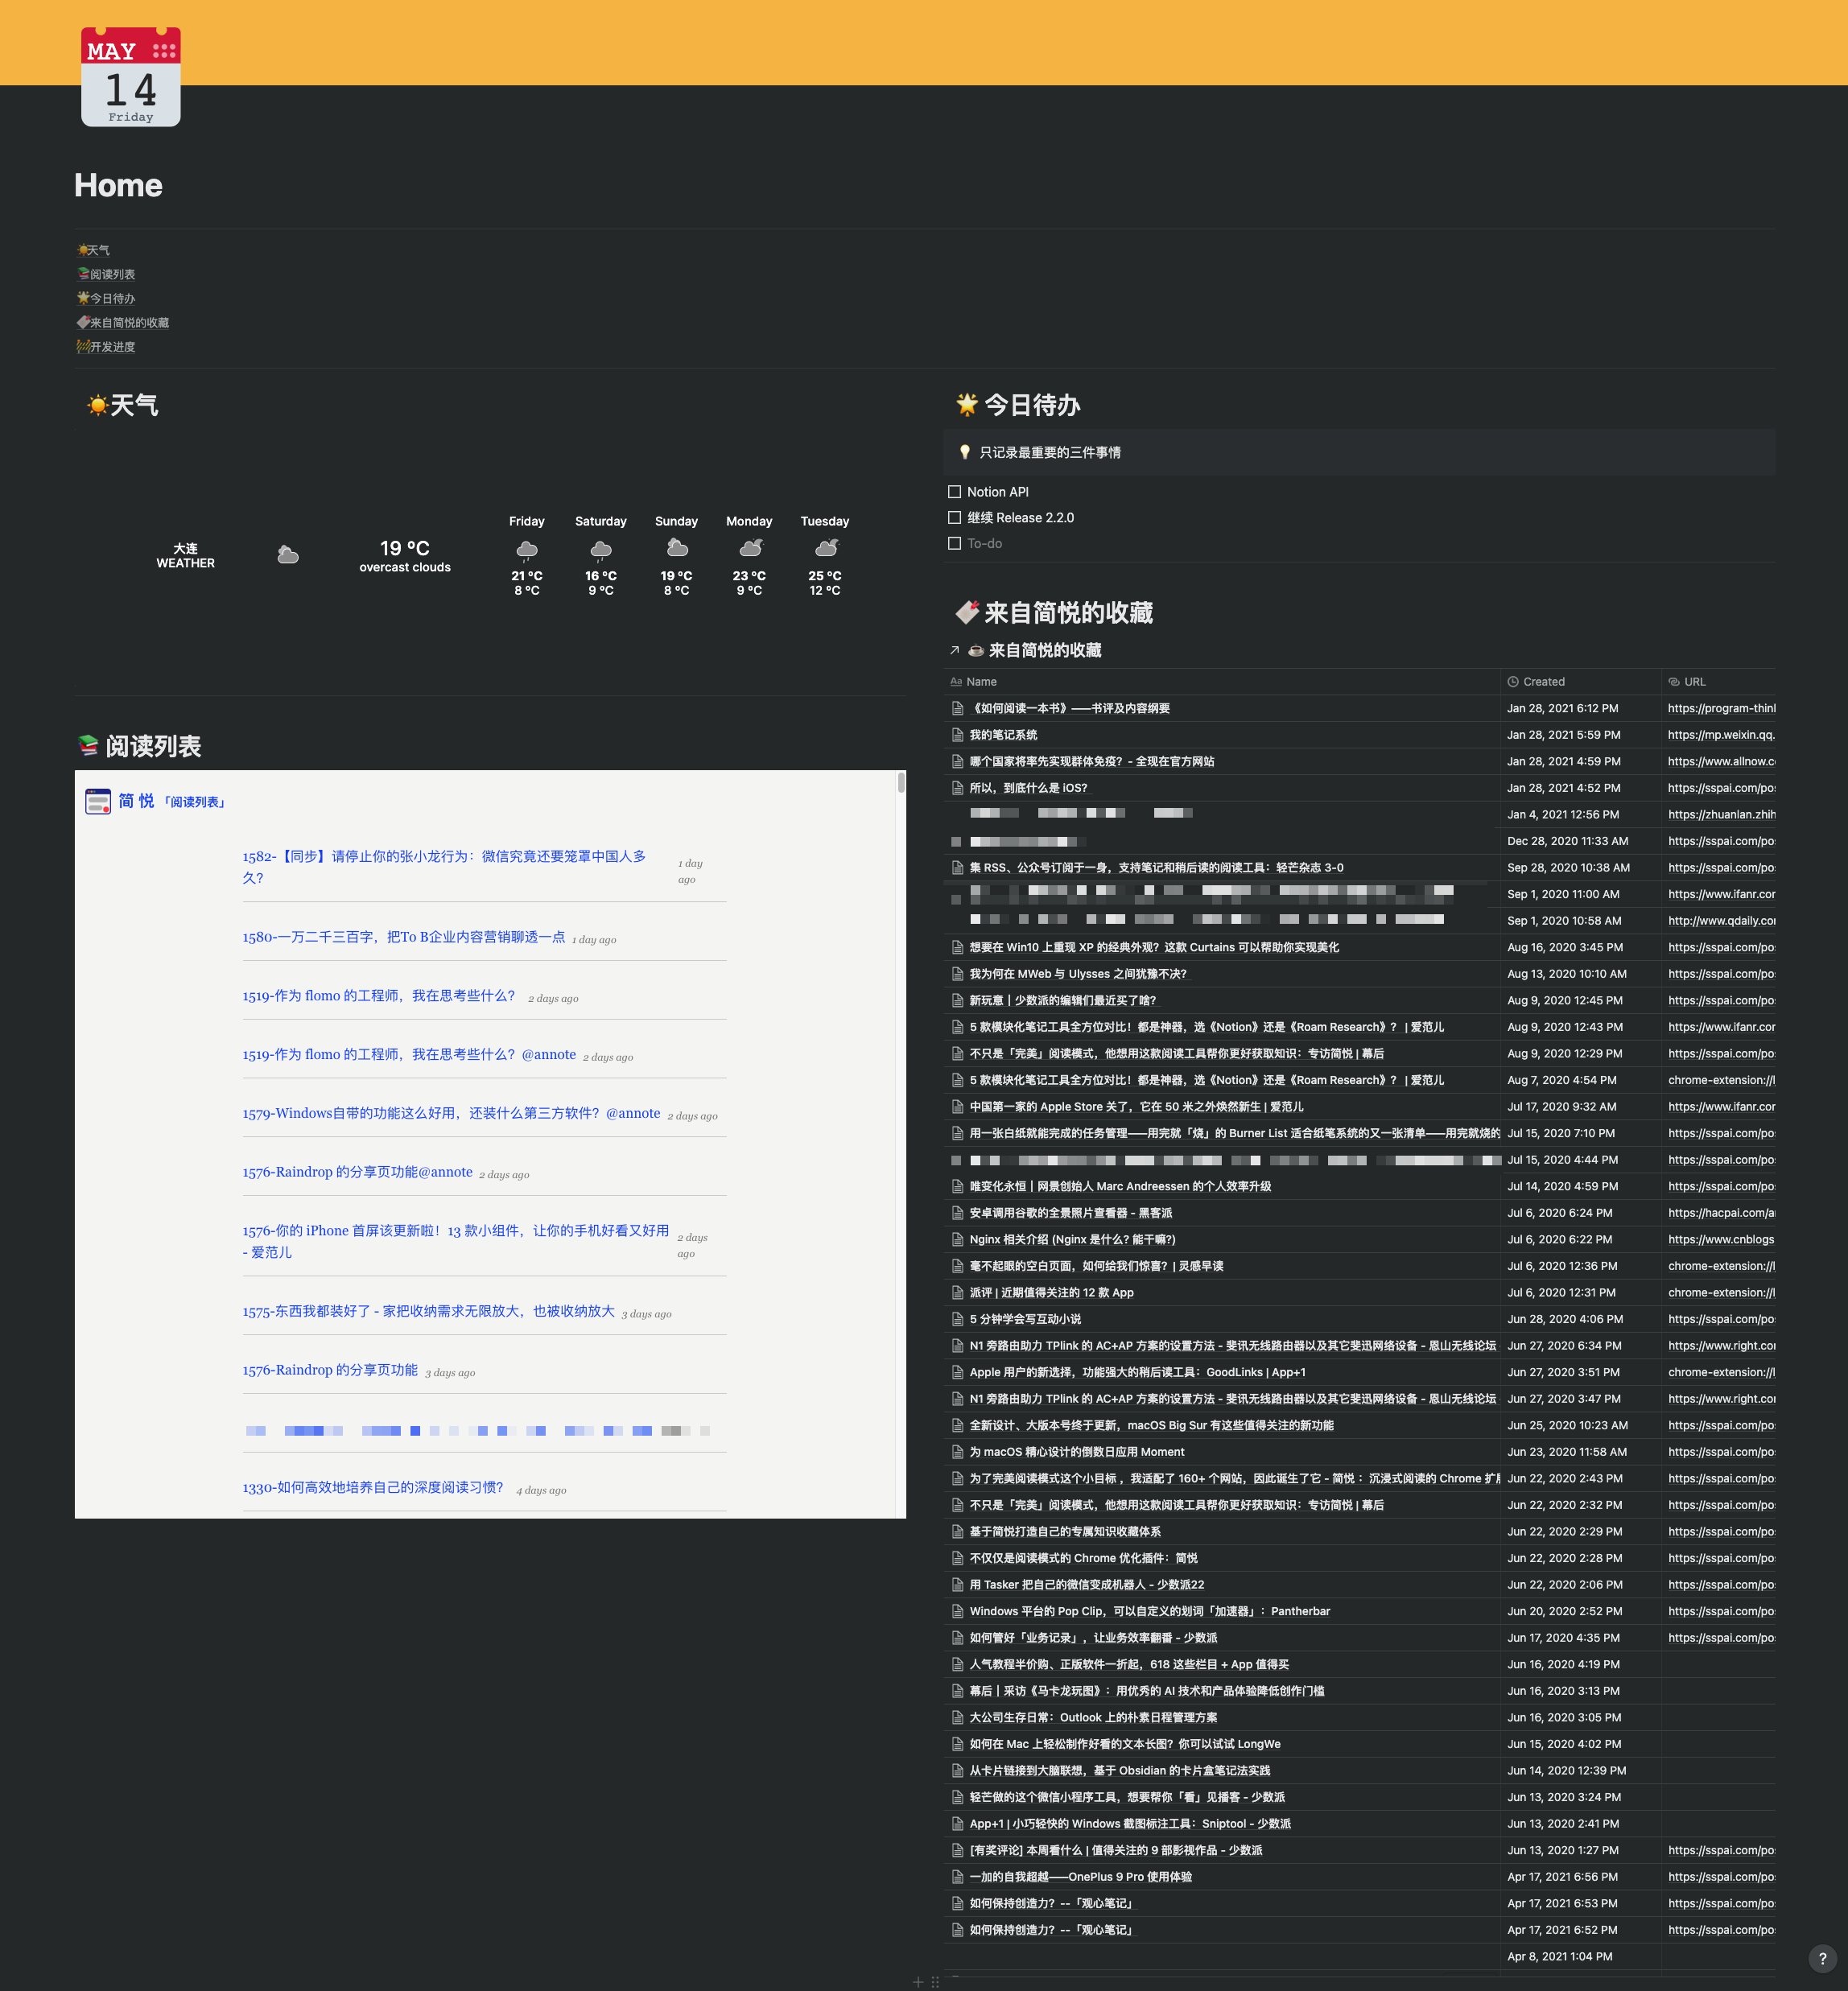 MAY
14
Friday
Home
天气
阅读列表
今日待办
来自简悦的收藏
开发进度
天气
大连
WEATHER
19 ºC
overcast clouds
Friday
21 ºC
8 ºC
Saturday
16 ºC
9 ºC
Sunday
19 ºC
8 ºC
Monday
23 ºC
9 ºC
Tuesday
25 ºC
12 ºC
阅读列表
简 悦 「阅读列表」
1582-【同步】请停止你的张小龙行为：微信究竟还要笼罩中国人多
久？
1 day
ago
1580-一万二千三百字，把To B企业内容营销聊透一点 1 day ago
1519-作为 flomo 的工程师，我在思考些什么？ 2 days ago
1519-作为 flomo 的工程师，我在思考些什么？@annote 2 days ago
1579-Windows自带的功能这么好用，还装什么第三方软件？@annote 2 days ago
1576-Raindrop 的分享页功能@annote 2 days ago
1576-你的 iPhone 首屏该更新啦！13 款小组件，让你的手机好看又好用
- 爱范儿
2 days
ago
1575-东西我都装好了 - 家把收纳需求无限放大，也被收纳放大 3 days ago
1576-Raindrop 的分享页功能 3 days ago
1330-如何高效地培养自己的深度阅读习惯？ 4 days ago
今日待办
只记录最重要的三件事情
Notion API
继续 Release 2.2.0
To-do
来自简悦的收藏
来自简悦的收藏
Aa Name Created URL
《如何阅读一本书》——书评及内容纲要 Jan 28, 2021 6:12 PM https://program-thinl
我的笔记系统 Jan 28, 2021 5:59 PM https://mp.weixin.qq.
哪个国家将率先实现群体免疫？- 全现在官方网站 Jan 28, 2021 4:59 PM https://www.allnow.c
所以，到底什么是 iOS？ Jan 28, 2021 4:52 PM https://sspai.com/po
Jan 4, 2021 12:56 PM https://zhuanlan.zhih
Dec 28, 2020 11:33 AM https://sspai.com/po
集 RSS、公众号订阅于一身，支持笔记和稍后读的阅读工具：轻芒杂志 3-0 Sep 28, 2020 10:38 AM https://sspai.com/po
Sep 1, 2020 11:00 AM https://www.ifanr.cor
Sep 1, 2020 10:58 AM http://www.qdaily.co
想要在 Win10 上重现 XP 的经典外观？这款 Curtains 可以帮助你实现美化 Aug 16, 2020 3:45 PM https://sspai.com/po
我为何在 MWeb 与 Ulysses 之间犹豫不决？ Aug 13, 2020 10:10 AM https://sspai.com/po
新玩意丨少数派的编辑们最近买了啥？ Aug 9, 2020 12:45 PM https://sspai.com/po
5 款模块化笔记工具全方位对比！都是神器，选《Notion》还是《Roam Research》？ | 爱范儿 Aug 9, 2020 12:43 PM https://www.ifanr.cor
不只是「完美」阅读模式，他想用这款阅读工具帮你更好获取知识：专访简悦 | 幕后 Aug 9, 2020 12:29 PM https://sspai.com/po
5 款模块化笔记工具全方位对比！都是神器，选《Notion》还是《Roam Research》？ | 爱范儿 Aug 7, 2020 4:54 PM chrome-extension://l
中国第一家的 Apple Store 关了，它在 50 米之外焕然新生 | 爱范儿 Jul 17, 2020 9:32 AM https://www.ifanr.cor
用一张白纸就能完成的任务管理——用完就「烧」的 Burner List 适合纸笔系统的又一张清单——用完就烧的 Jul 15, 2020 7:10 PM https://sspai.com/po
Jul 15, 2020 4:44 PM https://sspai.com/po
唯变化永恒丨网景创始人 Marc Andreessen 的个人效率升级 Jul 14, 2020 4:59 PM https://sspai.com/po
安卓调用谷歌的全景照片查看器 - 黑客派 Jul 6, 2020 6:24 PM https://hacpai.com/a
Nginx 相关介绍 (Nginx 是什么? 能干嘛?) Jul 6, 2020 6:22 PM https://www.cnblogs
毫不起眼的空白页面，如何给我们惊喜？| 灵感早读 Jul 6, 2020 12:36 PM chrome-extension://l
派评 | 近期值得关注的 12 款 App Jul 6, 2020 12:31 PM chrome-extension://l
5 分钟学会写互动小说 Jun 28, 2020 4:06 PM https://sspai.com/po
N1 旁路由助力 TPlink 的 AC+AP 方案的设置方法 - 斐讯无线路由器以及其它斐迅网络设备 - 恩山无线论坛 Jun 27, 2020 6:34 PM https://www.right.co
Apple 用户的新选择，功能强大的稍后读工具：GoodLinks | App+1 Jun 27, 2020 3:51 PM chrome-extension://l
N1 旁路由助力 TPlink 的 AC+AP 方案的设置方法 - 斐讯无线路由器以及其它斐迅网络设备 - 恩山无线论坛 Jun 27, 2020 3:47 PM https://www.right.co
全新设计、大版本号终于更新，macOS Big Sur 有这些值得关注的新功能 Jun 25, 2020 10:23 AM https://sspai.com/po
为 macOS 精心设计的倒数日应用 Moment Jun 23, 2020 11:58 AM https://sspai.com/po
为了完美阅读模式这个小目标 ，我适配了 160+ 个网站，因此诞生了它 - 简悦 ：沉浸式阅读的 Chrome 扩展 Jun 22, 2020 2:43 PM https://sspai.com/po
不只是「完美」阅读模式，他想用这款阅读工具帮你更好获取知识：专访简悦 | 幕后 Jun 22, 2020 2:32 PM https://sspai.com/po
基于简悦打造自己的专属知识收藏体系 Jun 22, 2020 2:29 PM https://sspai.com/po
不仅仅是阅读模式的 Chrome 优化插件：简悦 Jun 22, 2020 2:28 PM https://sspai.com/po
用 Tasker 把自己的微信变成机器人 - 少数派22 Jun 22, 2020 2:06 PM https://sspai.com/po
Windows 平台的 Pop Clip，可以自定义的划词「加速器」：Pantherbar Jun 20, 2020 2:52 PM https://sspai.com/po
如何管好「业务记录」，让业务效率翻番 - 少数派 Jun 17, 2020 4:35 PM https://sspai.com/po
人气教程半价购、正版软件一折起，618 这些栏目 + App 值得买 Jun 16, 2020 4:19 PM
幕后丨采访《马卡龙玩图》：用优秀的 AI 技术和产品体验降低创作门槛 Jun 16, 2020 3:13 PM
大公司生存日常：Outlook 上的朴素日程管理方案 Jun 16, 2020 3:05 PM
如何在 Mac 上轻松制作好看的文本长图？你可以试试 LongWe Jun 15, 2020 4:02 PM
从卡片链接到大脑联想，基于 Obsidian 的卡片盒笔记法实践 Jun 14, 2020 12:39 PM
轻芒做的这个微信小程序工具，想要帮你「看」见播客 - 少数派 Jun 13, 2020 3:24 PM
App+1 | 小巧轻快的 Windows 截图标注工具：Sniptool - 少数派 Jun 13, 2020 2:41 PM
[有奖评论] 本周看什么 | 值得关注的 9 部影视作品 - 少数派 Jun 13, 2020 1:27 PM https://sspai.com/po
一加的自我超越——OnePlus 9 Pro 使用体验 Apr 17, 2021 6:56 PM https://sspai.com/po
如何保持创造力？--「观心笔记」 Apr 17, 2021 6:53 PM https://sspai.com/po
如何保持创造力？--「观心笔记」 Apr 17, 2021 6:52 PM https://sspai.com/po
Apr 8, 2021 1:04 PM
?